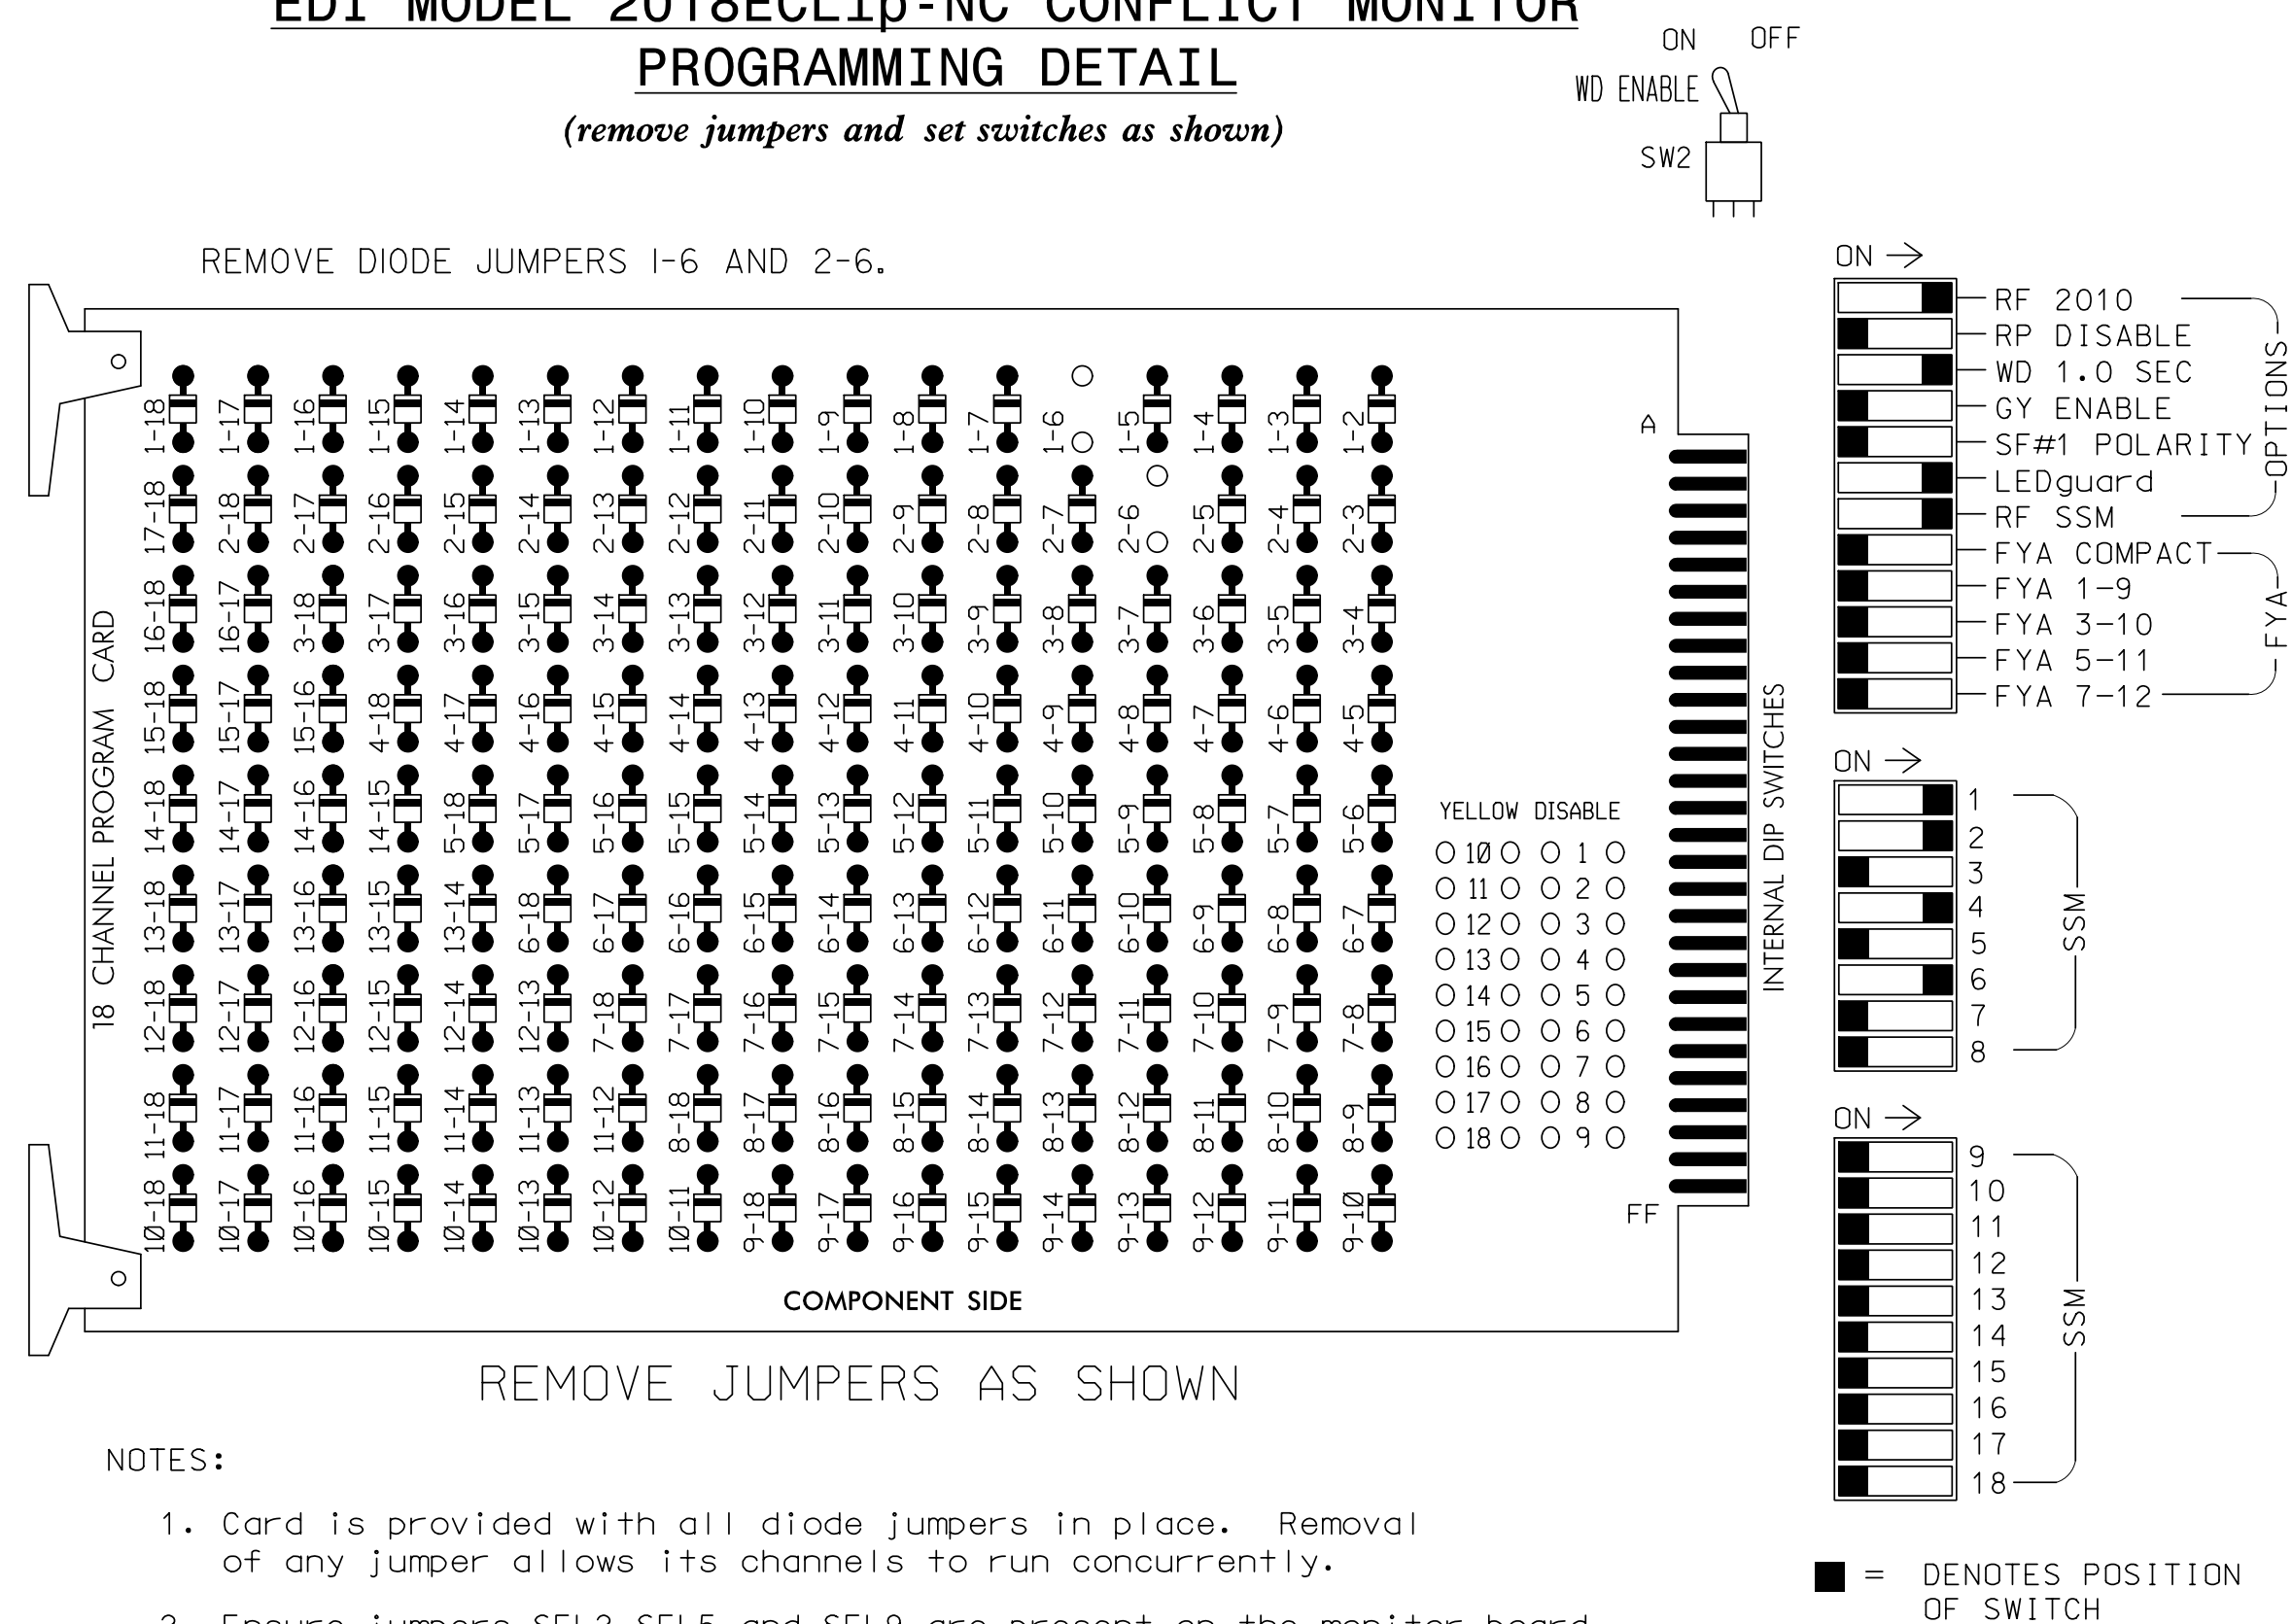 EDI MODEL 2018ECLip-NC CONFLICT MONITOR
PROGRAMMING DETAIL
(remove jumpers and set switches as shown)
ON OFF
WD ENABLE
SW2
REMOVE DIODE JUMPERS 1-6 AND 2-6.
18 CHANNEL PROGRAM CARD
1-18 1-17 1-16 1-15 1-14 1-13 1-12 1-11 1-10 1-9 1-8 1-7 1-6 1-5 1-4 1-3 1-2
17-18 2-18 2-17 2-16 2-15 2-14 2-13 2-12 2-11 2-10 2-9 2-8 2-7 2-6 2-5 2-4 2-3
16-18 16-17 3-18 3-17 3-16 3-15 3-14 3-13 3-12 3-11 3-10 3-9 3-8 3-7 3-6 3-5 3-4
15-18 15-17 15-16 4-18 4-17 4-16 4-15 4-14 4-13 4-12 4-11 4-10 4-9 4-8 4-7 4-6 4-5
14-18 14-17 14-16 14-15 5-18 5-17 5-16 5-15 5-14 5-13 5-12 5-11 5-10 5-9 5-8 5-7 5-6
13-18 13-17 13-16 13-15 13-14 6-18 6-17 6-16 6-15 6-14 6-13 6-12 6-11 6-10 6-9 6-8 6-7
12-18 12-17 12-16 12-15 12-14 12-13 7-18 7-17 7-16 7-15 7-14 7-13 7-12 7-11 7-10 7-9 7-8
11-18 11-17 11-16 11-15 11-14 11-13 11-12 8-18 8-17 8-16 8-15 8-14 8-13 8-12 8-11 8-10 8-9
10-18 10-17 10-16 10-15 10-14 10-13 10-12 10-11 9-18 9-17 9-16 9-15 9-14 9-13 9-12 9-11 9-10
A
YELLOW DISABLE
10 1
11 2
12 3
13 4
14 5
15 6
16 7
17 8
18 9
FF
COMPONENT SIDE
INTERNAL DIP SWITCHES
ON
RF 2010
RP DISABLE
WD 1.0 SEC
GY ENABLE
SF#1 POLARITY
LEDguard
RF SSM
OPTIONS
FYA COMPACT
FYA 1-9
FYA 3-10
FYA 5-11
FYA 7-12
FYA
ON
1
2
3
4
5
6
7
8
SSM
ON
9
10
11
12
13
14
15
16
17
18
SSM
REMOVE JUMPERS AS SHOWN
NOTES:
1. Card is provided with all diode jumpers in place. Removal
of any jumper allows its channels to run concurrently.
2. Ensure jumpers SEL2-SEL5 and SEL9 are present on the monitor board.
= DENOTES POSITION
OF SWITCH